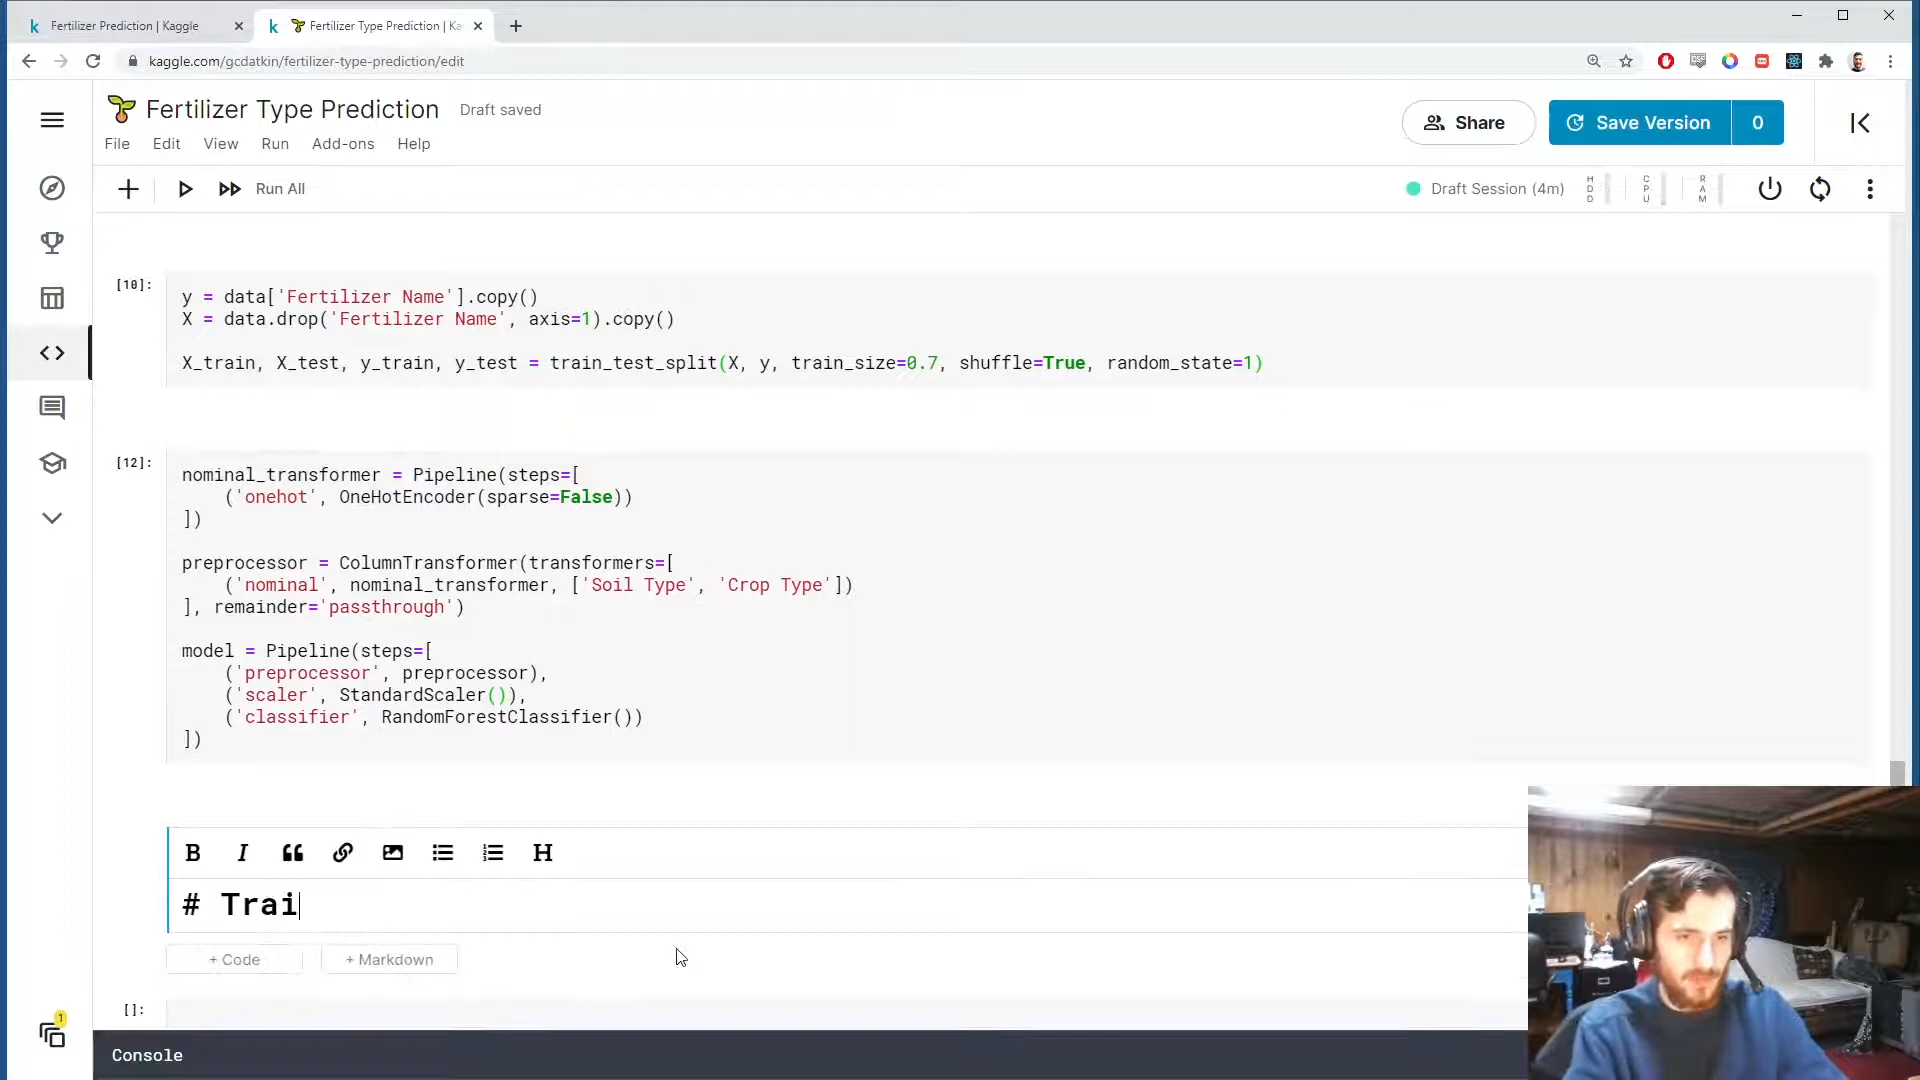 Fertilizer Prediction | Kaggle
Fertilizer Type Prediction | Ka
kaggle.com/gcdatkin/fertilizer-type-prediction/edit
Fertilizer Type Prediction
Draft saved
Share
Save Version
0
File
Edit
View
Run
Add-ons
Help
Run All
Draft Session (4m)
HDD
CPU
RAM
[10]:
y = data['Fertilizer Name'].copy()
X = data.drop('Fertilizer Name', axis=1).copy()
X_train, X_test, y_train, y_test = train_test_split(X, y, train_size=0.7, shuffle=True, random_state=1)
[12]:
nominal_transformer = Pipeline(steps=[
('onehot', OneHotEncoder(sparse=False))
])
preprocessor = ColumnTransformer(transformers=[
('nominal', nominal_transformer, ['Soil Type', 'Crop Type'])
], remainder='passthrough')
model = Pipeline(steps=[
('preprocessor', preprocessor),
('scaler', StandardScaler()),
('classifier', RandomForestClassifier())
])
B
I
H
# Trai
+ Code
+ Markdown
[]:
1
Console